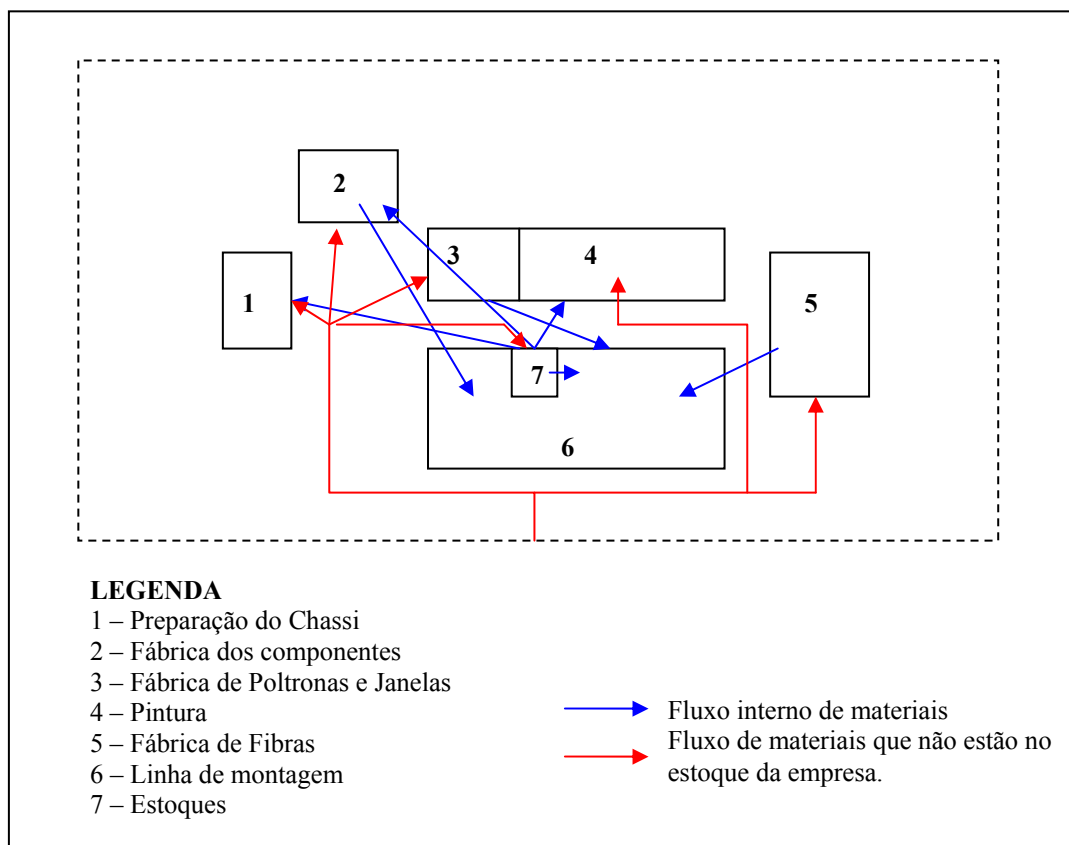 2
3
4
1
5
7
6
LEGENDA
1 – Preparação do Chassi
2 – Fábrica dos componentes
3 – Fábrica de Poltronas e Janelas
4 – Pintura
5 – Fábrica de Fibras
6 – Linha de montagem
7 – Estoques
Fluxo interno de materiais
Fluxo de materiais que não estão no
estoque da empresa.